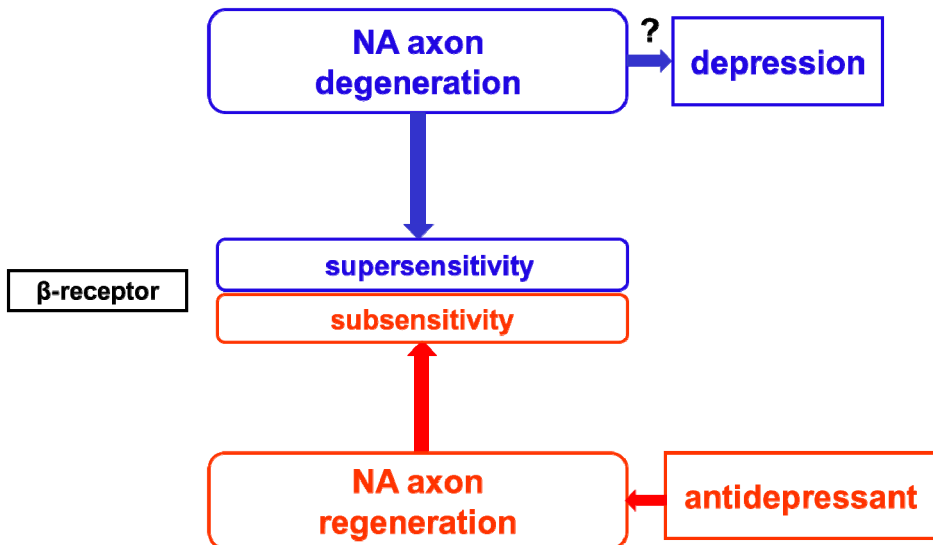 NA axon
degeneration
?
depression
supersensitivity
β-receptor
subsensitivity
NA axon
regeneration
antidepressant